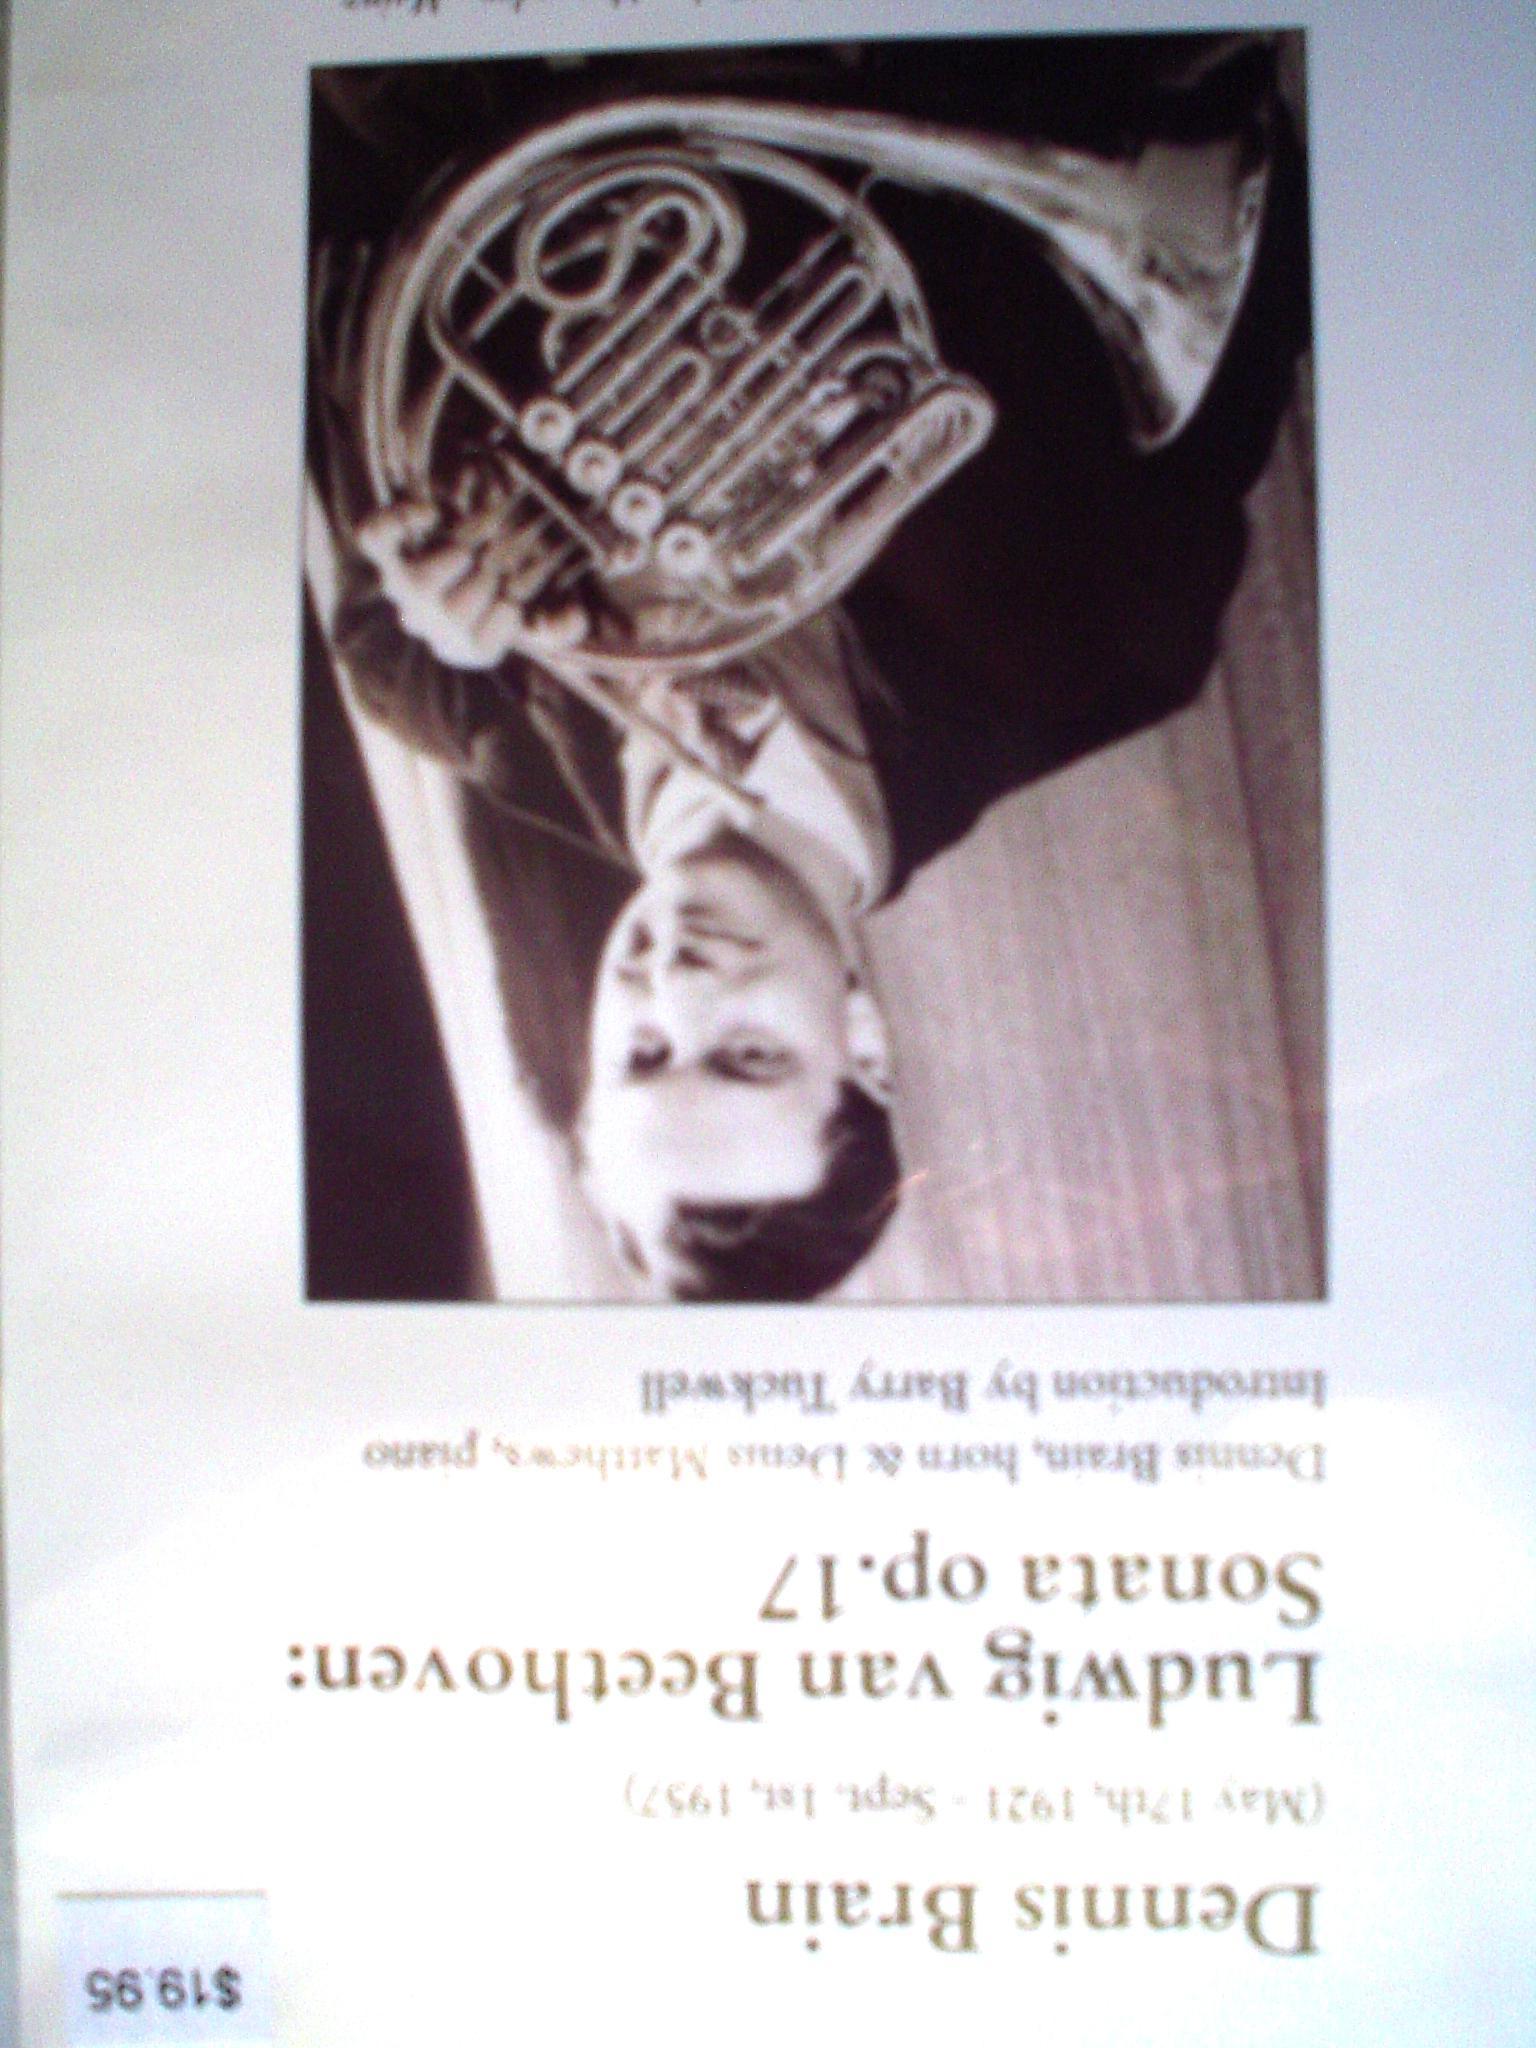 $19.95
Dennis Brain
(May 17th, 1921 - Sept. 1st, 1957)
Ludwig van Beethoven:
Sonata op.17
Dennis Brain, horn & Denis Matthews, piano
Introduction by Barry Tuckwell